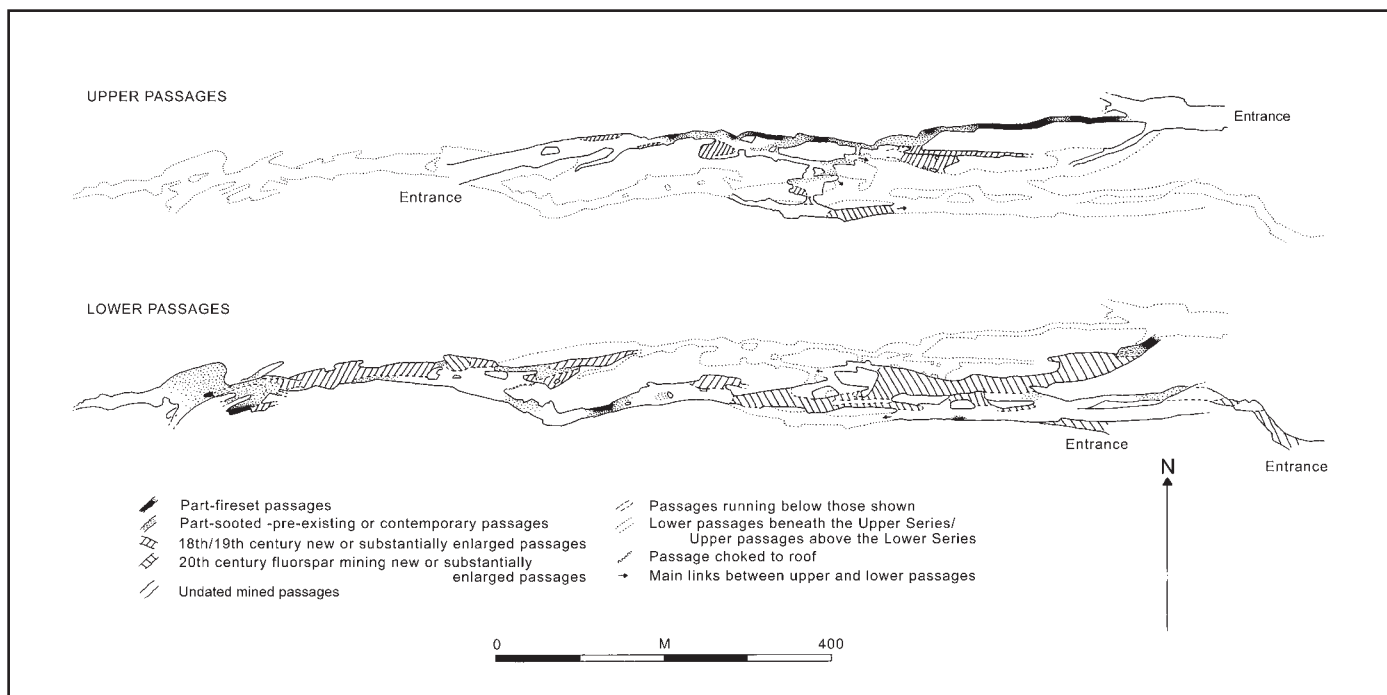 UPPER PASSAGES
Entrance
Entrance
LOWER PASSAGES
Entrance
Entrance
N
Part-fireset passages
Part-sooted -pre-existing or contemporary passages
18th/19th century new or substantially enlarged passages
20th century fluorspar mining new or substantially
enlarged passages
Undated mined passages
Passages running below those shown
Lower passages beneath the Upper Series/
Upper passages above the Lower Series
Passage choked to roof
Main links between upper and lower passages
0 M 400